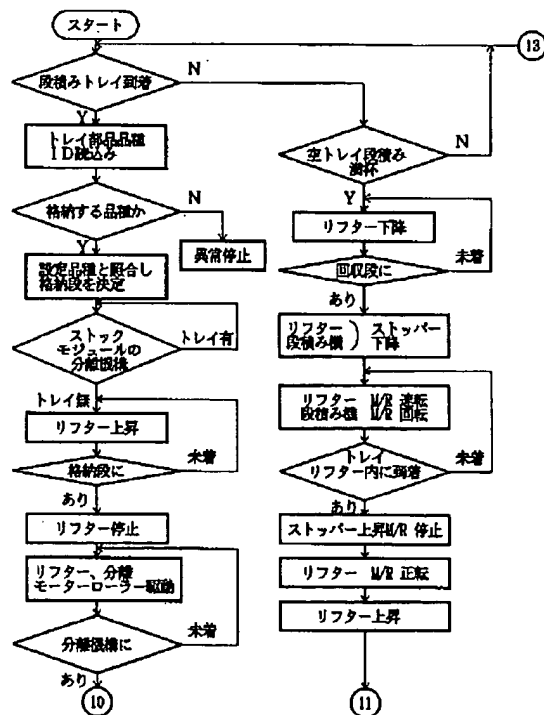 スタート
13
段積みトレイ到着
N
Y
トレイ部品品種
ID読込み
格納する品種か
N
Y
異常停止
設定品種と照合し
格納段を決定
ストック
モジュールの
分離機構
トレイ有
トレイ無
リフター上昇
格納段に
未着
あり
リフター停止
リフター、分離
モーターローラー駆動
分離機構に
未着
あり
10
空トレイ段積み
満杯
N
Y
リフター下降
回収段に
未着
あり
リフター
段積み機 ) ストッパー
下降
リフター M/R 逆転
段積み機 M/R 回転
トレイ
リフター内に到着
未着
あり
ストッパー上昇M/R 停止
リフター M/R 正転
リフター上昇
11